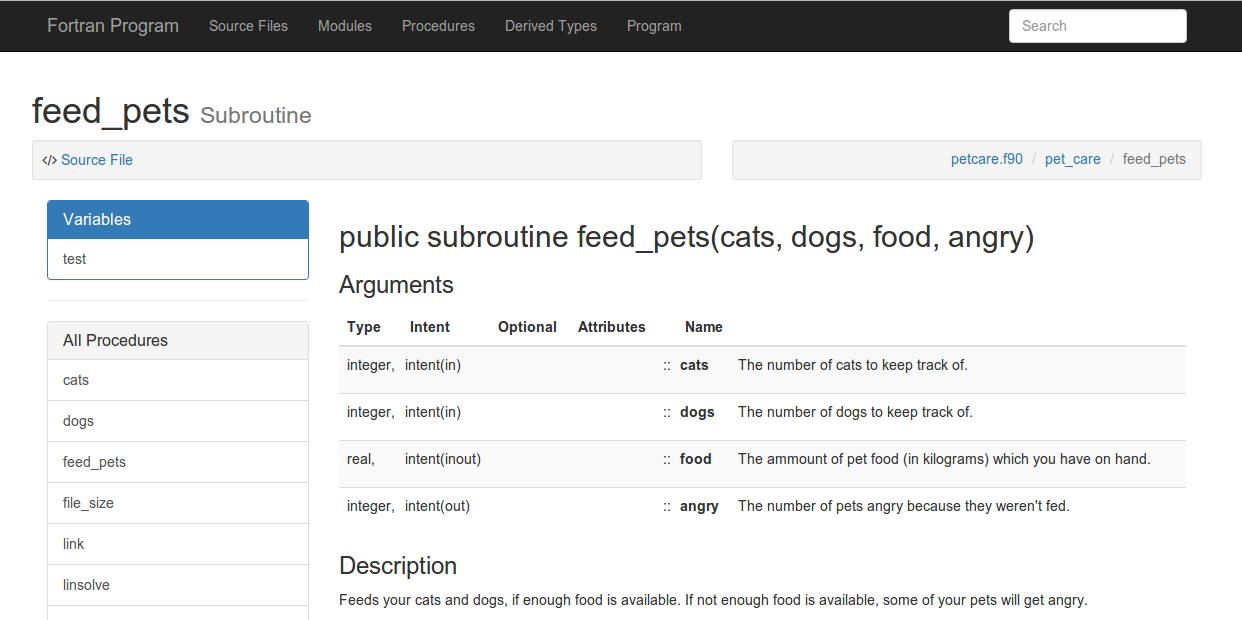 Fortran Program Source Files Modules Procedures Derived Types Program Search
feed_pets Subroutine
</> Source File
petcare.f90 / pet_care / feed_pets
Variables
test
All Procedures
cats
dogs
feed_pets
file_size
link
linsolve
public subroutine feed_pets(cats, dogs, food, angry)
Arguments
Type Intent Optional Attributes Name
integer, intent(in) :: cats The number of cats to keep track of.
integer, intent(in) :: dogs The number of dogs to keep track of.
real, intent(inout) :: food The ammount of pet food (in kilograms) which you have on hand.
integer, intent(out) :: angry The number of pets angry because they weren't fed.
Description
Feeds your cats and dogs, if enough food is available. If not enough food is available, some of your pets will get angry.